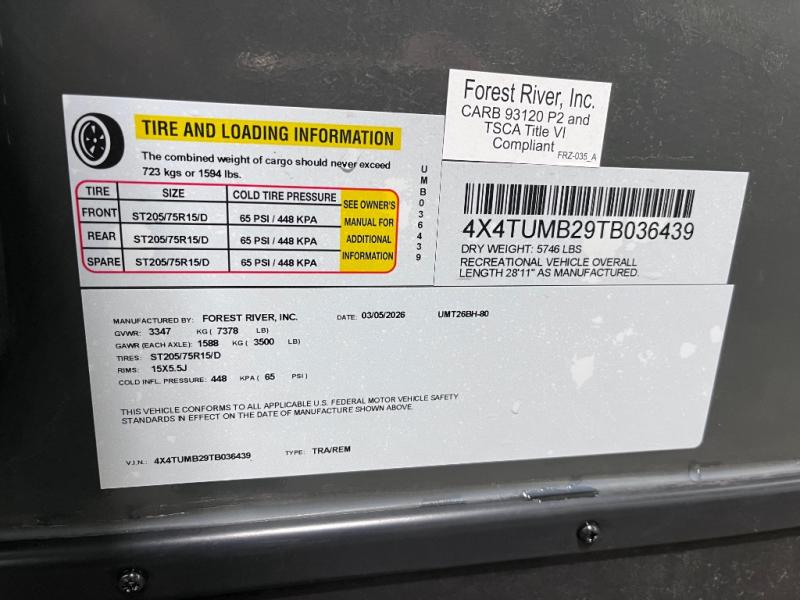 Forest River, Inc.
CARB 93120 P2 and
TSCA Title VI
Compliant
FRZ-035_A
TIRE AND LOADING INFORMATION
The combined weight of cargo should never exceed
723 kgs or 1594 lbs.
TIRE SIZE COLD TIRE PRESSURE
FRONT ST205/75R15/D 65 PSI / 448 KPA
REAR ST205/75R15/D 65 PSI / 448 KPA
SPARE ST205/75R15/D 65 PSI / 448 KPA
SEE OWNER'S
MANUAL FOR
ADDITIONAL
INFORMATION
UMB036439
4X4TUMB29TB036439
DRY WEIGHT: 5746 LBS
RECREATIONAL VEHICLE OVERALL
LENGTH 28'11" AS MANUFACTURED.
MANUFACTURED BY: FOREST RIVER, INC. DATE: 03/05/2026 UMT26BH-80
GVWR: 3347 KG ( 7378 LB)
GAWR (EACH AXLE): 1588 KG ( 3500 LB)
TIRES: ST205/75R15/D
RIMS: 15X5.5J
COLD INFL. PRESSURE: 448 KPA ( 65 PSI )
THIS VEHICLE CONFORMS TO ALL APPLICABLE U.S. FEDERAL MOTOR VEHICLE SAFETY
STANDARDS IN EFFECT ON THE DATE OF MANUFACTURE SHOWN ABOVE.
V.I.N.: 4X4TUMB29TB036439 TYPE: TRA/REM